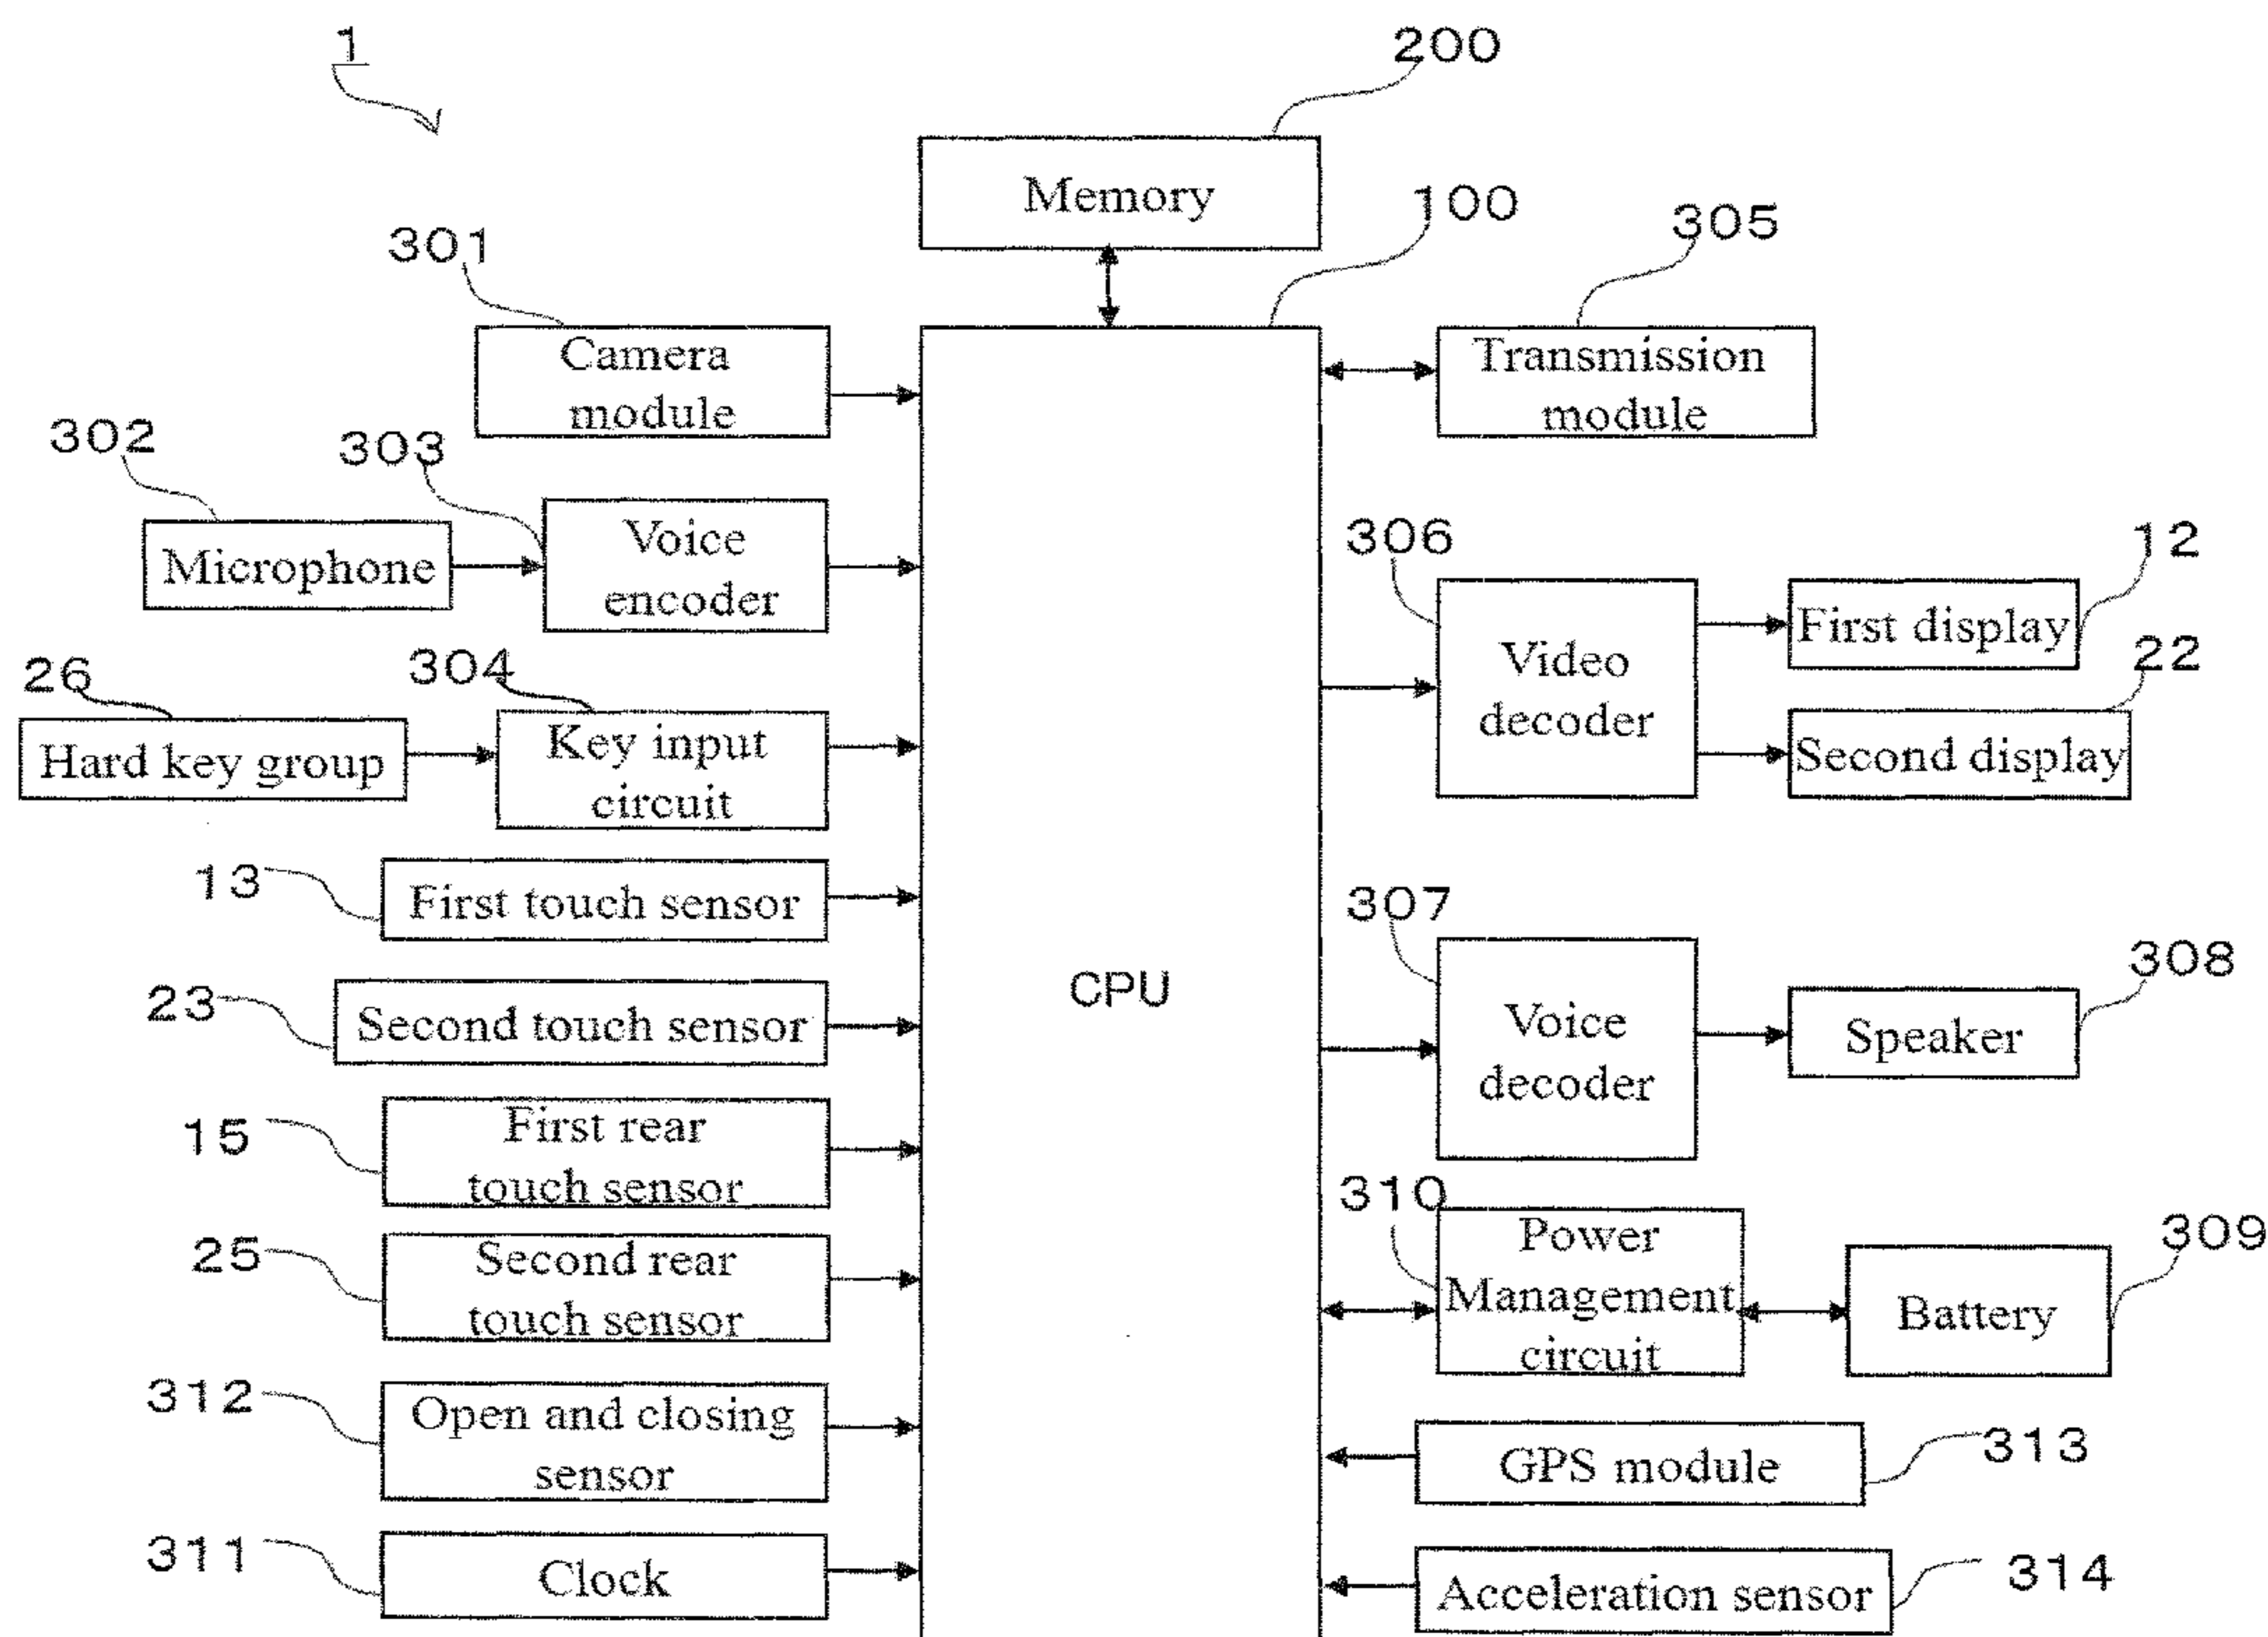 1
200
Memory
100
301
305
Camera
module
Transmission
module
302
303
Microphone
Voice
encoder
306
12
First display
Video
decoder
22
Second display
26
304
Hard key group
Key input
circuit
13
First touch sensor
307
CPU
23
Second touch sensor
Voice
decoder
308
Speaker
15
First rear
touch sensor
310
Power
Management
circuit
309
Battery
25
Second rear
touch sensor
312
Open and closing
sensor
GPS module
313
311
Clock
Acceleration sensor
314